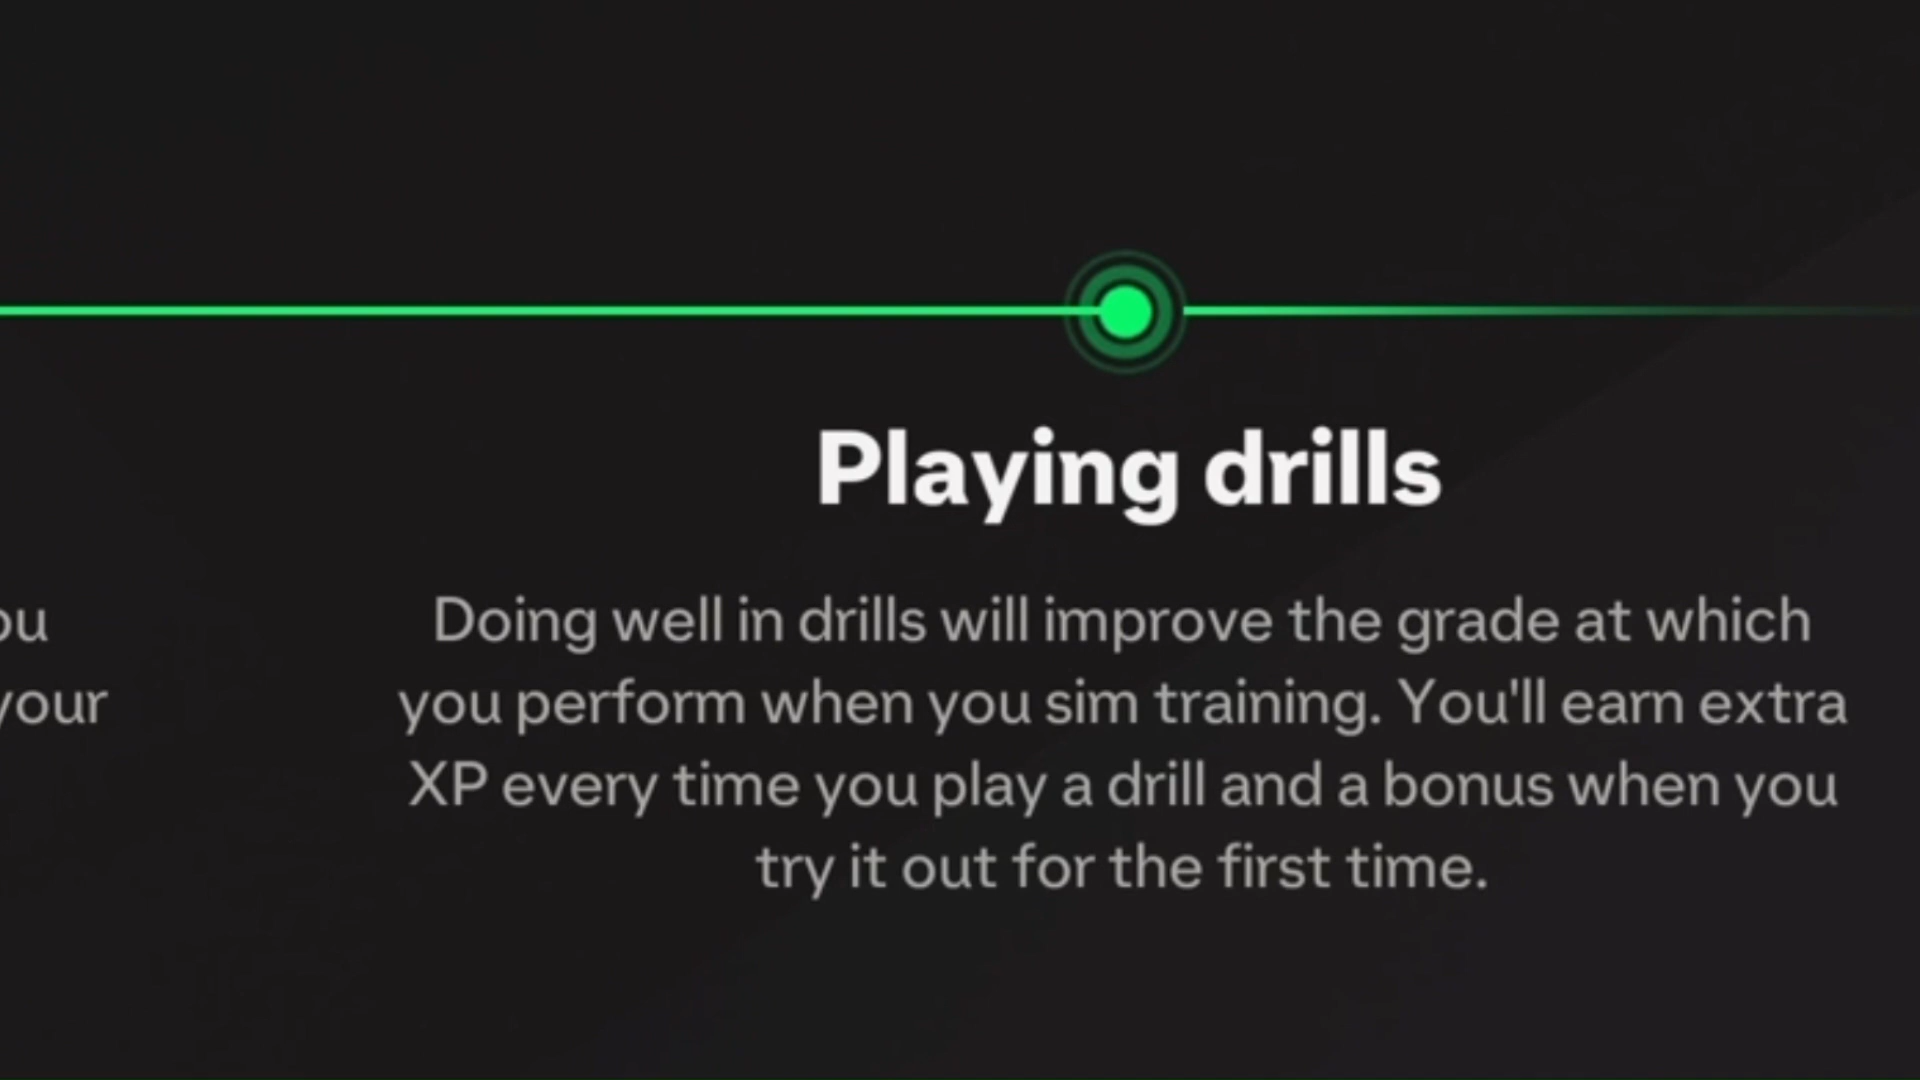 Playing drills
your
Doing well in drills will improve the grade at which
you perform when you sim training. You'll earn extra
XP every time you play a drill and a bonus when you
try it out for the first time.